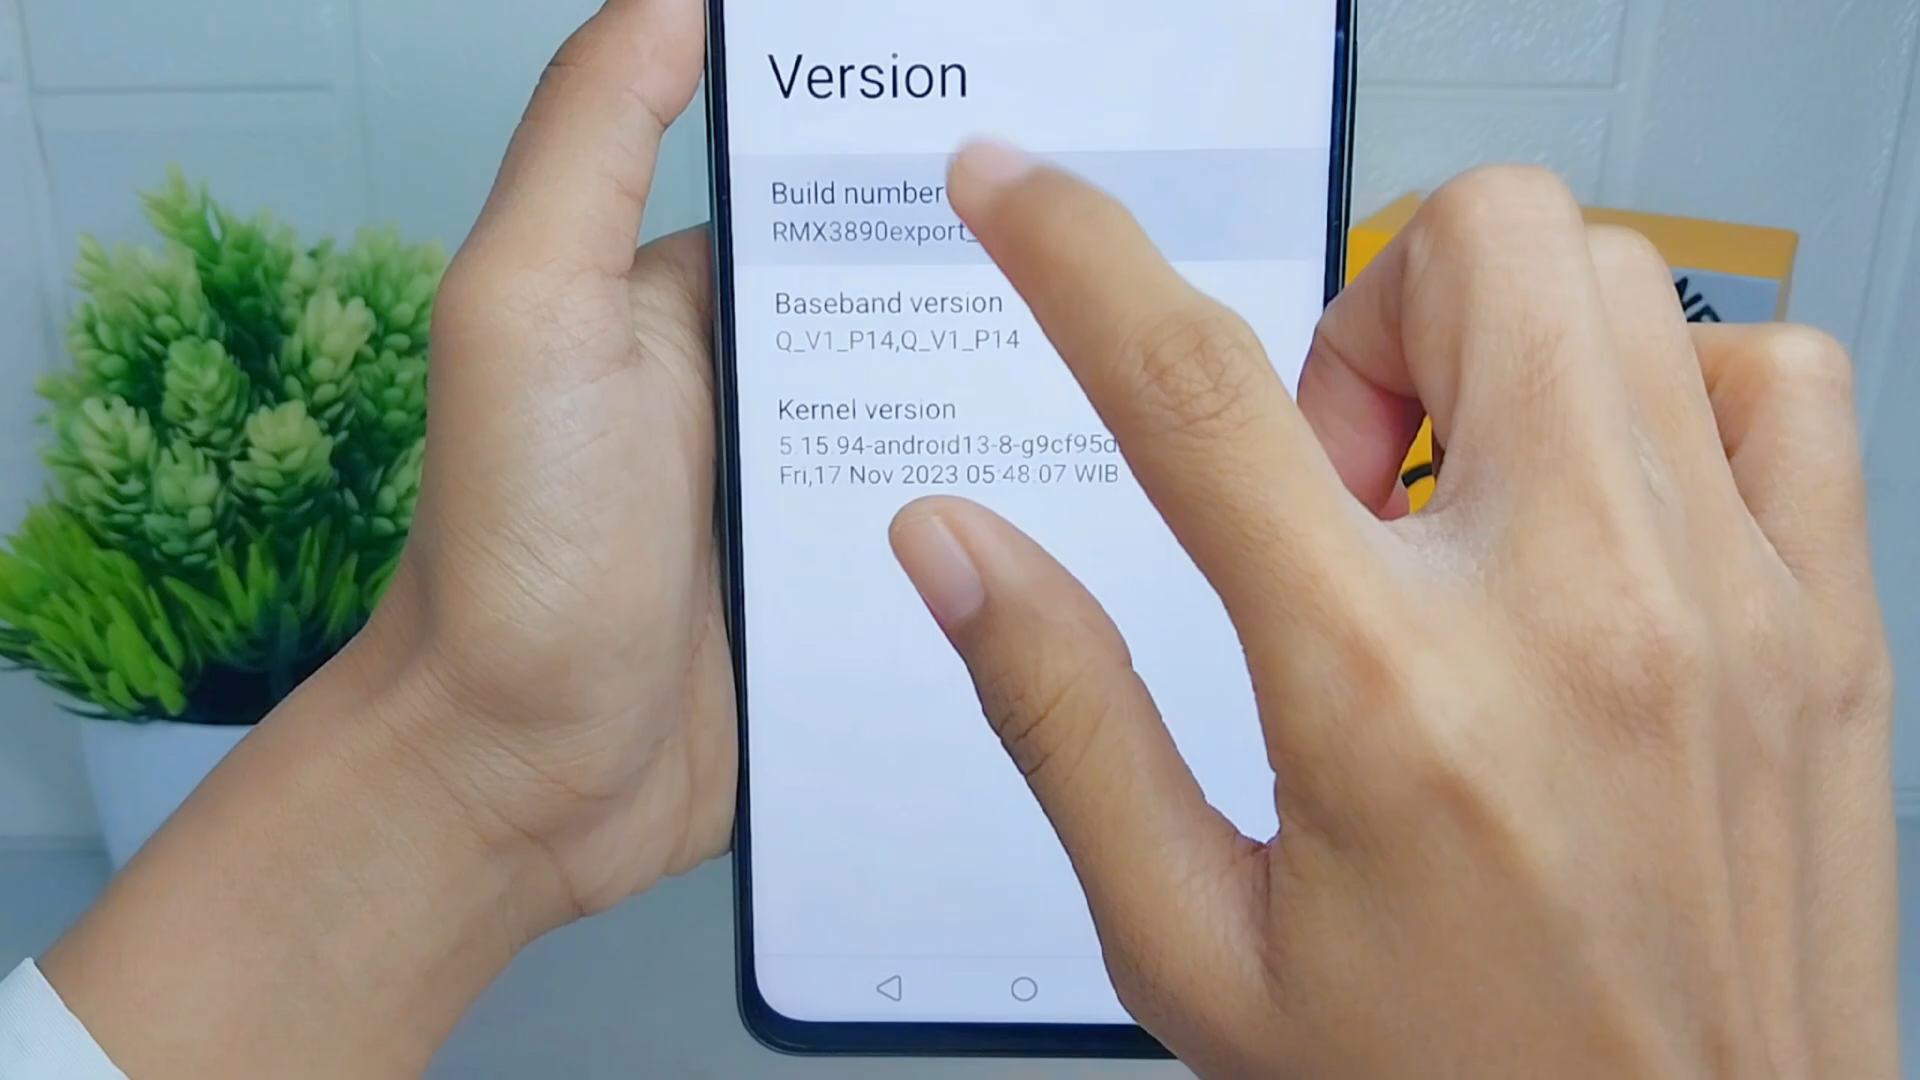 Version
Build number
RMX3890export_
Baseband version
Q_V1_P14,Q_V1_P14
Kernel version
5.15.94-android13-8-g9cf95d
Fri,17 Nov 2023 05:48:07 WIB